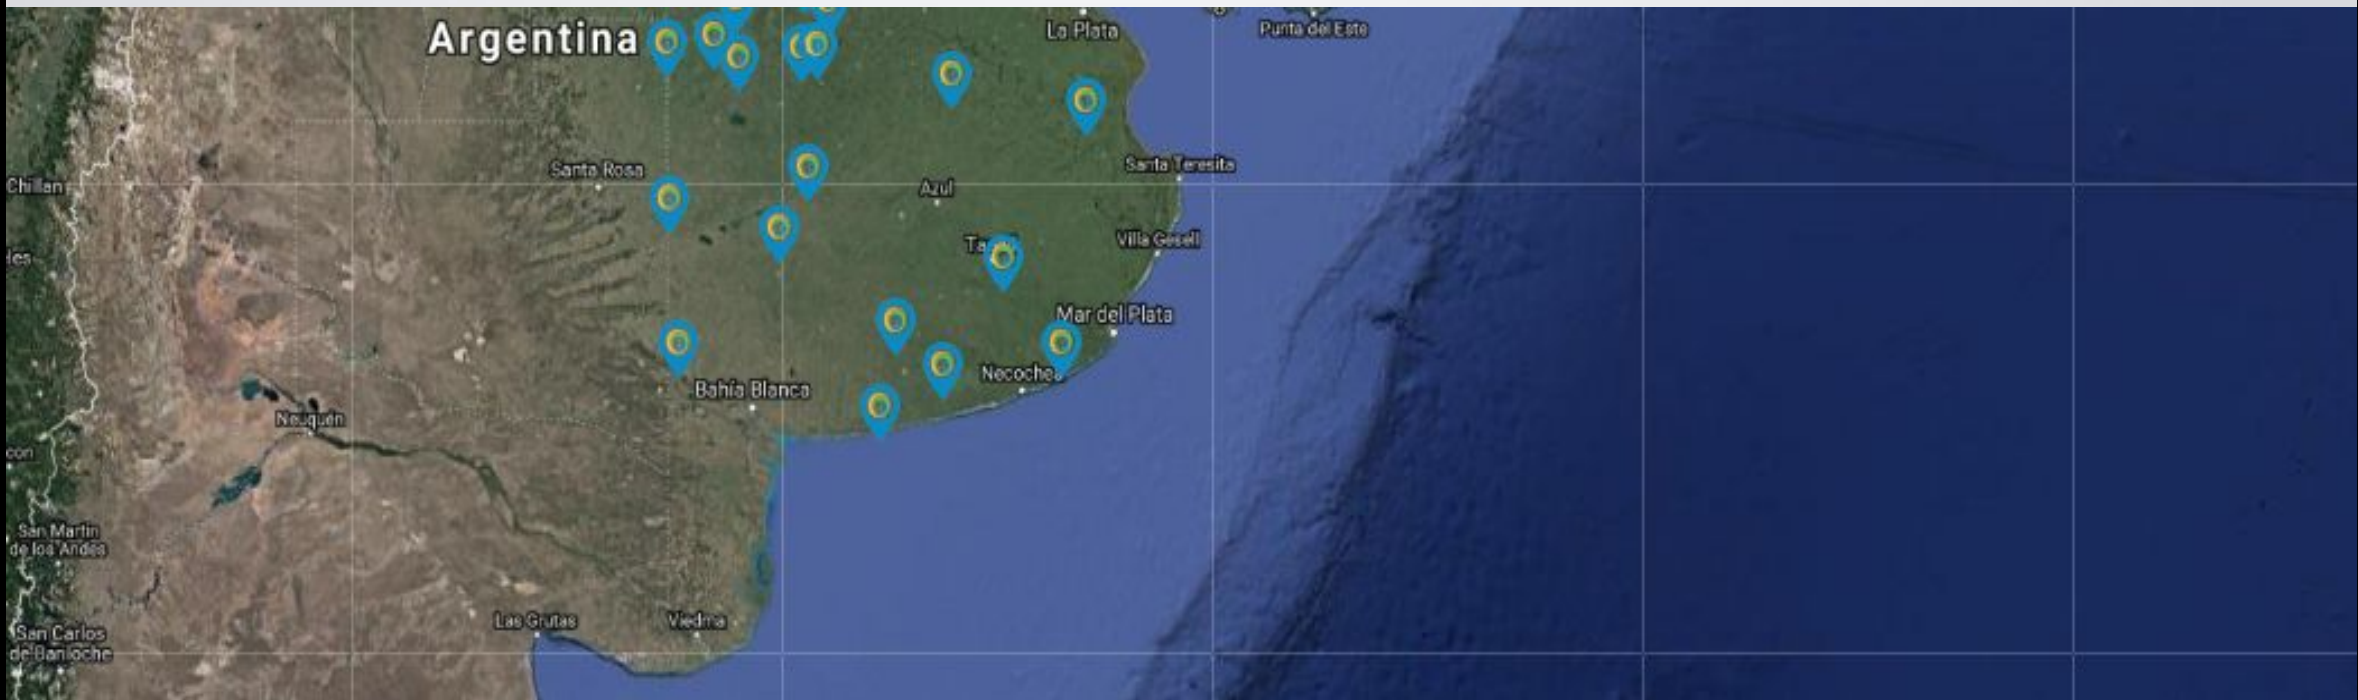 La Plata
Punta del Este
Argentina
Santa Teresita
Santa Rosa
Chillan
Azul
Villa Gesell
Mar del Plata
Bahía Blanca
Neuquén
San Martin
de los Andes
Las Grutas
Viedma
San Carlos
de Bariloche